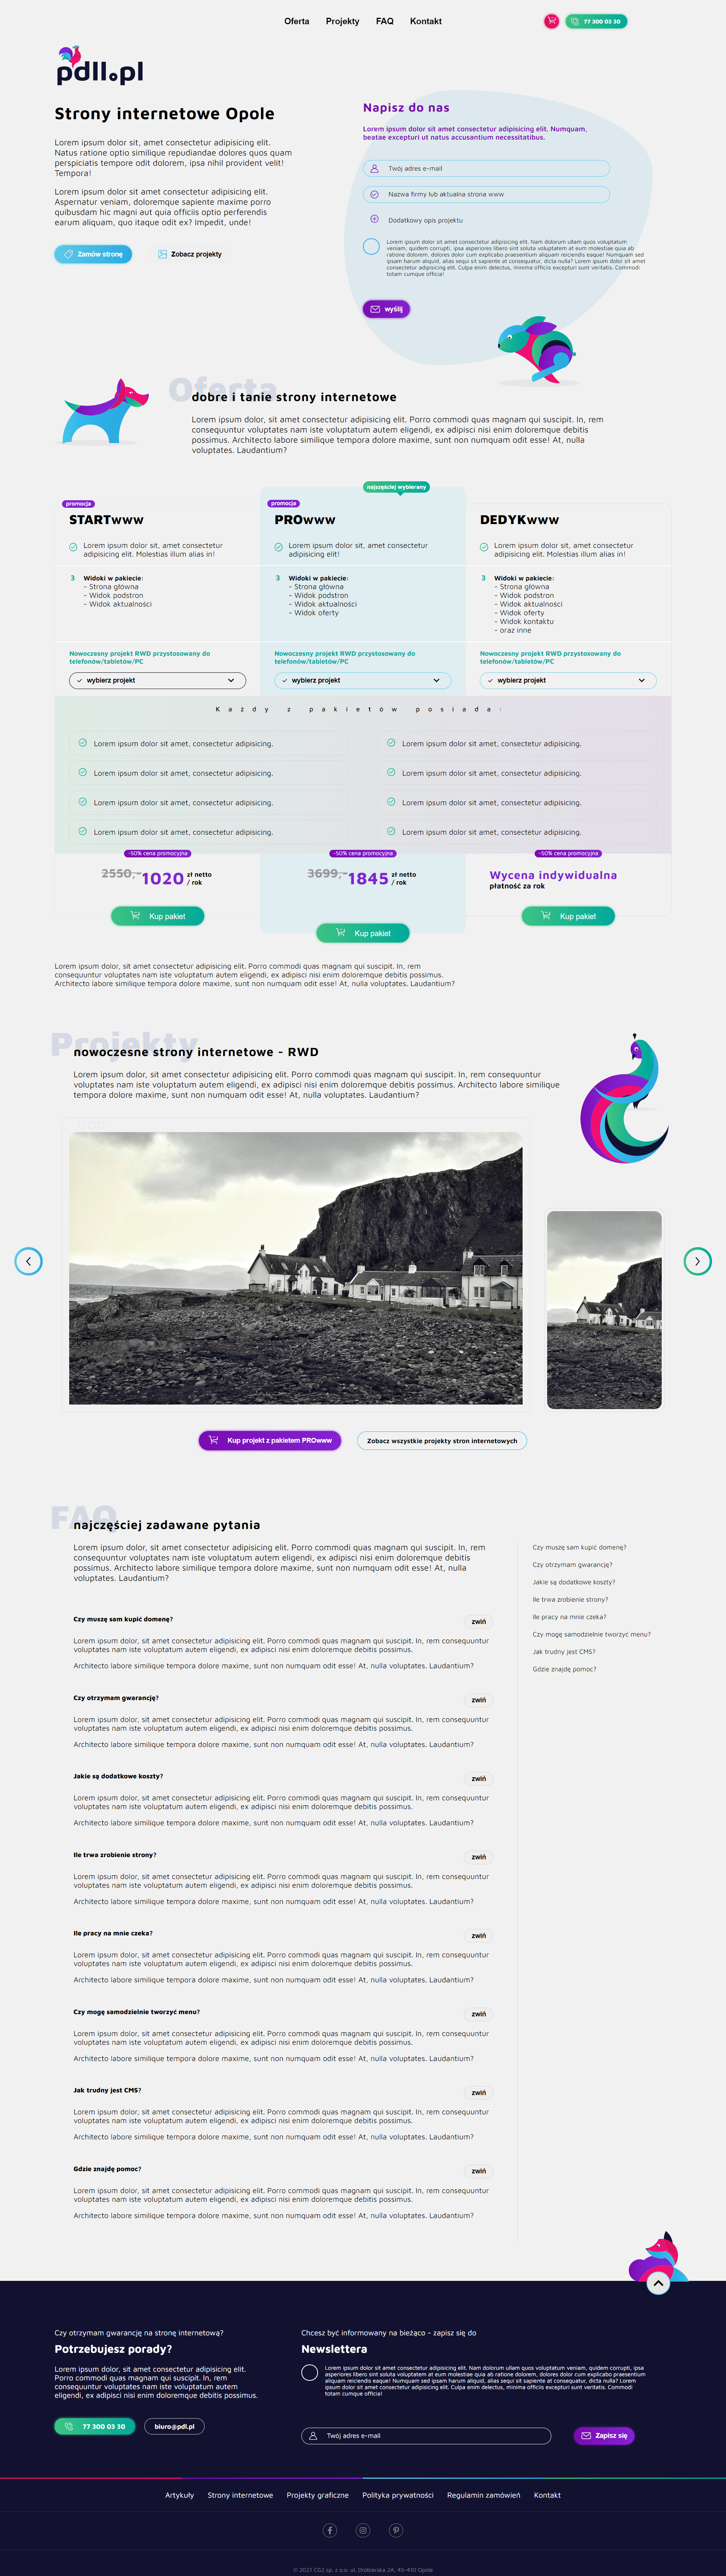 Oferta Projekty FAQ Kontakt
77 300 03 30
pdll.pl
Strony internetowe Opole
Lorem ipsum dolor sit, amet consectetur adipisicing elit.
Natus ratione optio similique repudiandae dolores quos quam
perspiciatis tempore odit dolorem, ipsa nihil provident velit!
Tempora!
Lorem ipsum dolor sit amet consectetur adipisicing elit.
Aspernatur veniam, doloremque sapiente maxime porro
quibusdam hic magni aut quia officiis optio perferendis
earum aliquam, quo itaque odit ex? Impedit, unde!
Zamów stronę
Zobacz projekty
Napisz do nas
Lorem ipsum dolor sit amet consectetur adipisicing elit. Numquam,
beatae excepturi ut natus accusantium necessitatibus.
Twój adres e-mail
Nazwa firmy lub aktualna strona www
Dodatkowy opis projektu
Lorem ipsum dolor sit amet consectetur adipisicing elit. Nam dolorum ullam quos voluptatum
veniam, quidem corrupti, ipsa asperiores libero sint soluta voluptatem at eum molestiae quia ab
ratione dolorem, dolores dolor cum explicabo praesentium aliquam reiciendis eaque! Numquam sed
ipsam harum aliquid, alias sequi sit sapiente at consequatur, dicta nulla? Lorem ipsum dolor sit amet
consectetur adipisicing elit. Culpa enim delectus, minima officiis excepturi sunt veritatis. Commodi
totam cumque officia!
wyślij
Oferta
dobre i tanie strony internetowe
Lorem ipsum dolor, sit amet consectetur adipisicing elit. Porro commodi quas magnam qui suscipit. In, rem
consequuntur voluptates nam iste voluptatum autem eligendi, ex adipisci nisi enim doloremque debitis
possimus. Architecto labore similique tempora dolore maxime, sunt non numquam odit esse! At, nulla
voluptates. Laudantium?
promocja
STARTwww
Lorem ipsum dolor sit, amet consectetur
adipisicing elit. Molestias illum alias in!
3 Widoki w pakiecie:
- Strona główna
- Widok podstron
- Widok aktualności
Nowoczesny projekt RWD przystosowany do
telefonów/tabletów/PC
wybierz projekt
najszęściej wybierany
promocja
PROwww
Lorem ipsum dolor sit amet, consectetur
adipisicing elit!
3 Widoki w pakiecie:
- Strona główna
- Widok podstron
- Widok aktualności
- Widok oferty
Nowoczesny projekt RWD przystosowany do
telefonów/tabletów/PC
wybierz projekt
DEDYKwww
Lorem ipsum dolor sit, amet consectetur
adipisicing elit. Molestias illum alias in!
3 Widoki w pakiecie:
- Strona główna
- Widok podstron
- Widok aktualności
- Widok oferty
- Widok kontaktu
- oraz inne
Nowoczesny projekt RWD przystosowany do
telefonów/tabletów/PC
wybierz projekt
Każdy z pakietów posiada:
Lorem ipsum dolor sit amet, consectetur adipisicing.
Lorem ipsum dolor sit amet, consectetur adipisicing.
Lorem ipsum dolor sit amet, consectetur adipisicing.
Lorem ipsum dolor sit amet, consectetur adipisicing.
Lorem ipsum dolor sit amet, consectetur adipisicing.
Lorem ipsum dolor sit amet, consectetur adipisicing.
Lorem ipsum dolor sit amet, consectetur adipisicing.
Lorem ipsum dolor sit amet, consectetur adipisicing.
-50% cena promocyjna
2550,- 1020 zł netto
/ rok
Kup pakiet
-50% cena promocyjna
3699,- 1845 zł netto
/ rok
Kup pakiet
-50% cena promocyjna
Wycena indywidualna
płatność za rok
Kup pakiet
Lorem ipsum dolor, sit amet consectetur adipisicing elit. Porro commodi quas magnam qui suscipit. In, rem
consequuntur voluptates nam iste voluptatum autem eligendi, ex adipisci nisi enim doloremque debitis possimus.
Architecto labore similique tempora dolore maxime, sunt non numquam odit esse! At, nulla voluptates. Laudantium?
Projekty
nowoczesne strony internetowe - RWD
Lorem ipsum dolor, sit amet consectetur adipisicing elit. Porro commodi quas magnam qui suscipit. In, rem consequuntur
voluptates nam iste voluptatum autem eligendi, ex adipisci nisi enim doloremque debitis possimus. Architecto labore similique
tempora dolore maxime, sunt non numquam odit esse! At, nulla voluptates. Laudantium?
Kup projekt z pakietem PROwww
Zobacz wszystkie projekty stron internetowych
FAQ
najczęściej zadawane pytania
Lorem ipsum dolor, sit amet consectetur adipisicing elit. Porro commodi quas magnam qui suscipit. In, rem
consequuntur voluptates nam iste voluptatum autem eligendi, ex adipisci nisi enim doloremque debitis
possimus. Architecto labore similique tempora dolore maxime, sunt non numquam odit esse! At, nulla
voluptates. Laudantium?
Czy muszę sam kupić domenę?
zwiń
Lorem ipsum dolor, sit amet consectetur adipisicing elit. Porro commodi quas magnam qui suscipit. In, rem consequuntur
voluptates nam iste voluptatum autem eligendi, ex adipisci nisi enim doloremque debitis possimus.
Architecto labore similique tempora dolore maxime, sunt non numquam odit esse! At, nulla voluptates. Laudantium?
Czy otrzymam gwarancję?
zwiń
Lorem ipsum dolor, sit amet consectetur adipisicing elit. Porro commodi quas magnam qui suscipit. In, rem consequuntur
voluptates nam iste voluptatum autem eligendi, ex adipisci nisi enim doloremque debitis possimus.
Architecto labore similique tempora dolore maxime, sunt non numquam odit esse! At, nulla voluptates. Laudantium?
Jakie są dodatkowe koszty?
zwiń
Lorem ipsum dolor, sit amet consectetur adipisicing elit. Porro commodi quas magnam qui suscipit. In, rem consequuntur
voluptates nam iste voluptatum autem eligendi, ex adipisci nisi enim doloremque debitis possimus.
Architecto labore similique tempora dolore maxime, sunt non numquam odit esse! At, nulla voluptates. Laudantium?
Ile trwa zrobienie strony?
zwiń
Lorem ipsum dolor, sit amet consectetur adipisicing elit. Porro commodi quas magnam qui suscipit. In, rem consequuntur
voluptates nam iste voluptatum autem eligendi, ex adipisci nisi enim doloremque debitis possimus.
Architecto labore similique tempora dolore maxime, sunt non numquam odit esse! At, nulla voluptates. Laudantium?
Ile pracy na mnie czeka?
zwiń
Lorem ipsum dolor, sit amet consectetur adipisicing elit. Porro commodi quas magnam qui suscipit. In, rem consequuntur
voluptates nam iste voluptatum autem eligendi, ex adipisci nisi enim doloremque debitis possimus.
Architecto labore similique tempora dolore maxime, sunt non numquam odit esse! At, nulla voluptates. Laudantium?
Czy mogę samodzielnie tworzyć menu?
zwiń
Lorem ipsum dolor, sit amet consectetur adipisicing elit. Porro commodi quas magnam qui suscipit. In, rem consequuntur
voluptates nam iste voluptatum autem eligendi, ex adipisci nisi enim doloremque debitis possimus.
Architecto labore similique tempora dolore maxime, sunt non numquam odit esse! At, nulla voluptates. Laudantium?
Jak trudny jest CMS?
zwiń
Lorem ipsum dolor, sit amet consectetur adipisicing elit. Porro commodi quas magnam qui suscipit. In, rem consequuntur
voluptates nam iste voluptatum autem eligendi, ex adipisci nisi enim doloremque debitis possimus.
Architecto labore similique tempora dolore maxime, sunt non numquam odit esse! At, nulla voluptates. Laudantium?
Gdzie znajdę pomoc?
zwiń
Lorem ipsum dolor, sit amet consectetur adipisicing elit. Porro commodi quas magnam qui suscipit. In, rem consequuntur
voluptates nam iste voluptatum autem eligendi, ex adipisci nisi enim doloremque debitis possimus.
Architecto labore similique tempora dolore maxime, sunt non numquam odit esse! At, nulla voluptates. Laudantium?
Czy muszę sam kupić domenę?
Czy otrzymam gwarancję?
Jakie są dodatkowe koszty?
Ile trwa zrobienie strony?
Ile pracy na mnie czeka?
Czy mogę samodzielnie tworzyć menu?
Jak trudny jest CMS?
Gdzie znajdę pomoc?
Czy otrzymam gwarancję na stronę internetową?
Potrzebujesz porady?
Lorem ipsum dolor, sit amet consectetur adipisicing elit.
Porro commodi quas magnam qui suscipit. In, rem
consequuntur voluptates nam iste voluptatum autem
eligendi, ex adipisci nisi enim doloremque debitis possimus.
77 300 03 30
biuro@pdl.pl
Chcesz być informowany na bieżąco - zapisz się do
Newslettera
Lorem ipsum dolor sit amet consectetur adipisicing elit. Nam dolorum ullam quos voluptatum veniam, quidem corrupti, ipsa
asperiores libero sint soluta voluptatem at eum molestiae quia ab ratione dolorem, dolores dolor cum explicabo praesentium
aliquam reiciendis eaque! Numquam sed ipsam harum aliquid, alias sequi sit sapiente at consequatur, dicta nulla? Lorem
ipsum dolor sit amet consectetur adipisicing elit. Culpa enim delectus, minima officiis excepturi sunt veritatis. Commodi
totam cumque officia!
Twój adres e-mail
Zapisz się
Artykuły Strony internetowe Projekty graficzne Polityka prywatności Regulamin zamówień Kontakt
© 2021 CG2 sp. z o.o. ul. Drobiarska 2A, 45-410 Opole